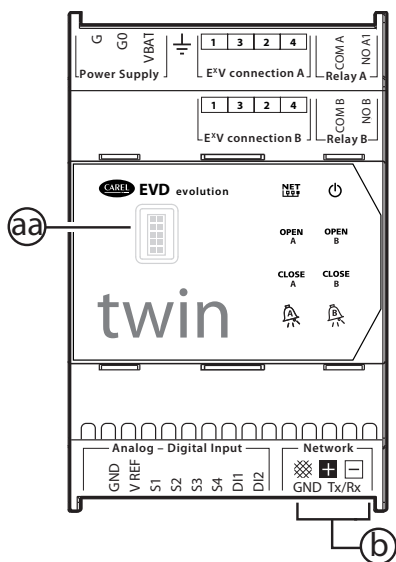 G G0 VBAT
1 3 2 4
COM A NO A1
Power Supply
EˣV connection A
Relay A
1 3 2 4
COM B NO B
EˣV connection B
Relay B
CAREL EVD evolution
NET
aa
OPEN A OPEN B
CLOSE A CLOSE B
A B
twin
Analog – Digital Input
Network
GND V REF S1 S2 S3 S4 DI1 DI2
GND Tx/Rx
b